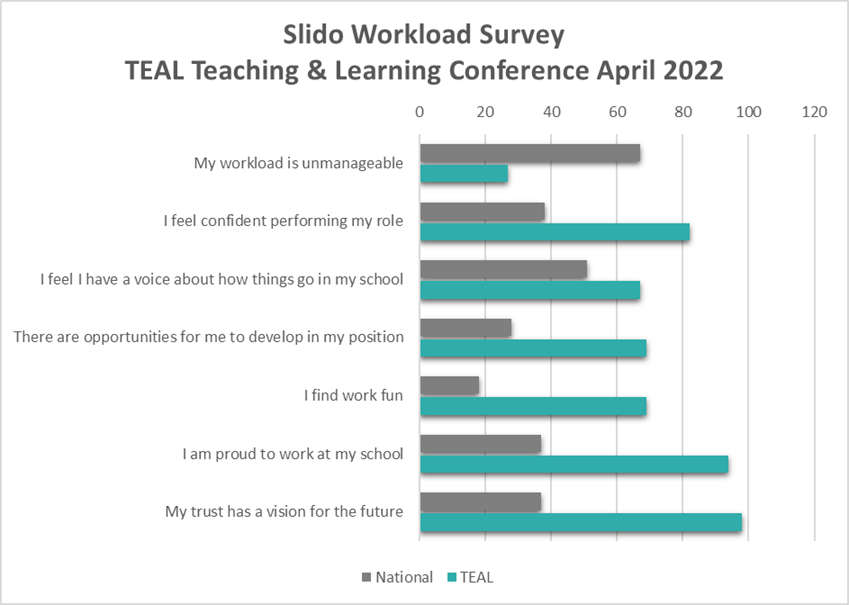 Slido Workload Survey
TEAL Teaching & Learning Conference April 2022
0 20 40 60 80 100 120
My workload is unmanageable
I feel confident performing my role
I feel I have a voice about how things go in my school
There are opportunities for me to develop in my position
I find work fun
I am proud to work at my school
My trust has a vision for the future
National TEAL